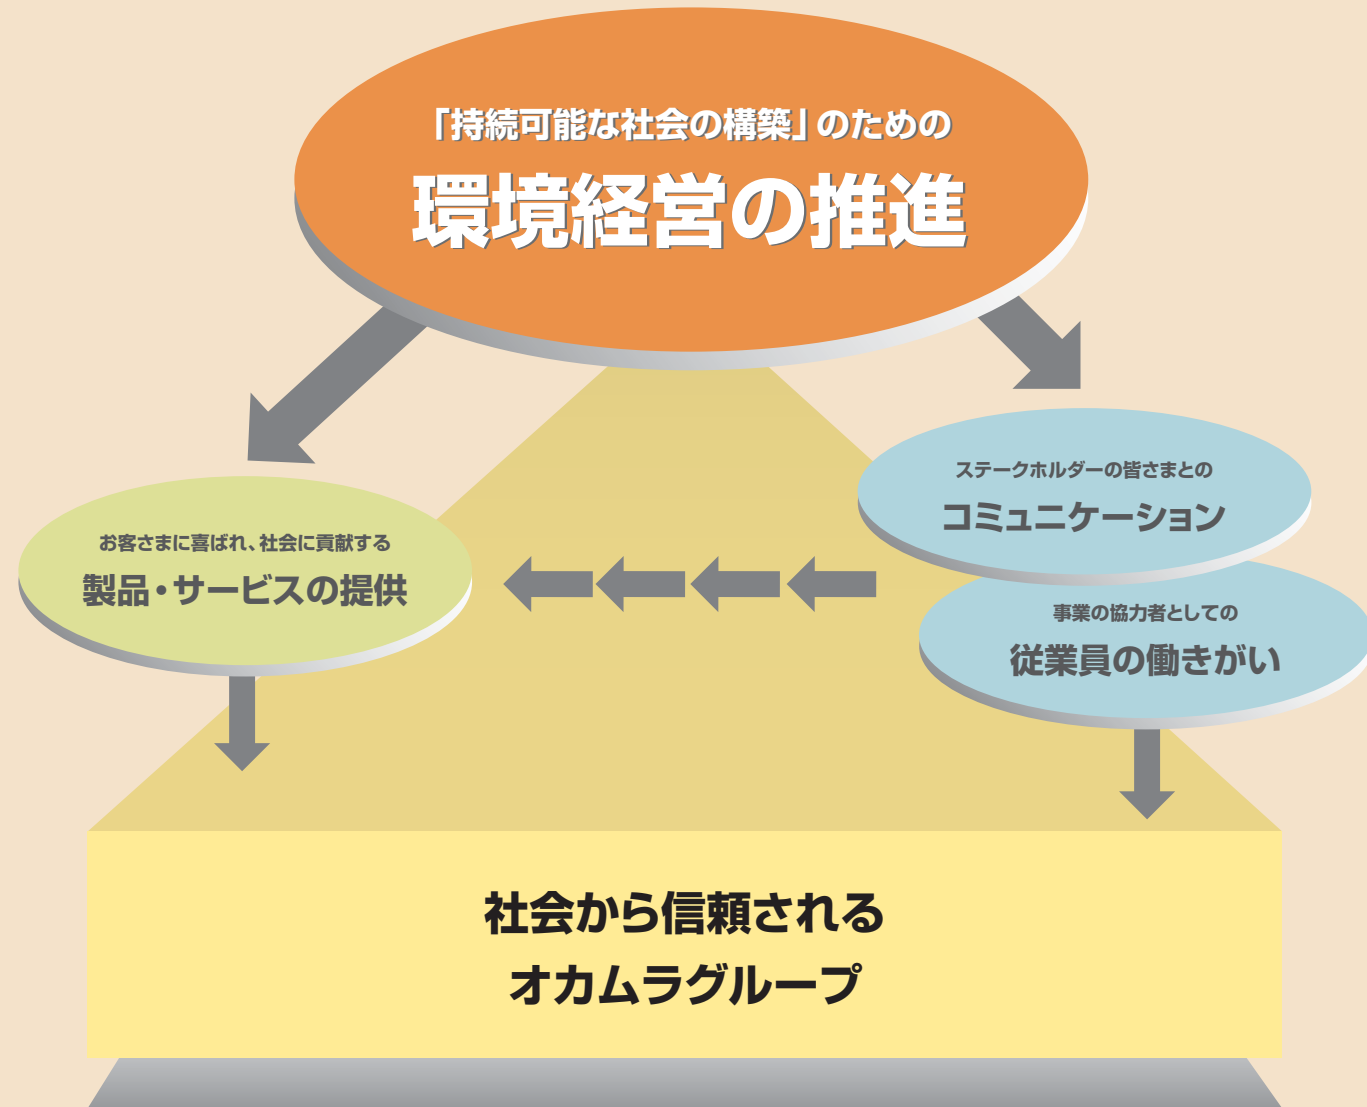 「持続可能な社会の構築」のための
環境経営の推進
ステークホルダーの皆さまとの
コミュニケーション
お客さまに喜ばれ、社会に貢献する
製品・サービスの提供
事業の協力者としての
従業員の働きがい
社会から信頼される
オカムラグループ